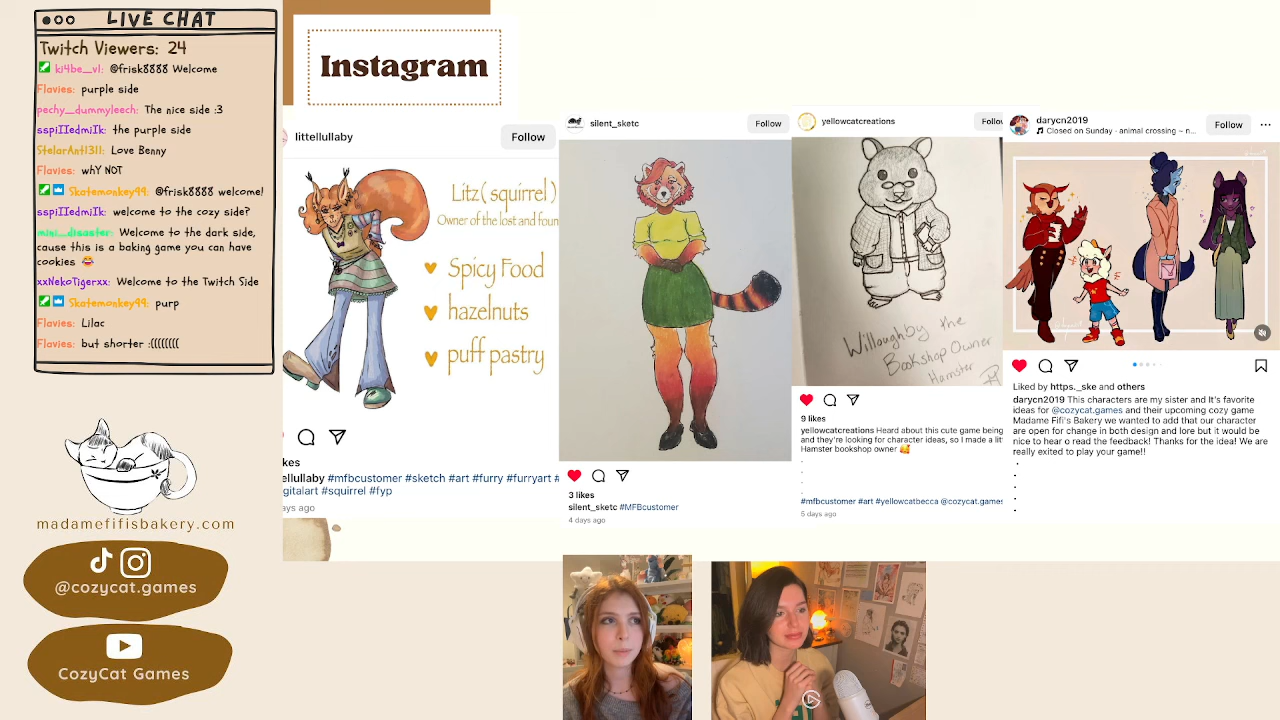 LIVE CHAT
Twitch Viewers: 24
ki4be_vl: @frisk8888 Welcome
Flavies: purple side
pechy_dummyleech: The nice side :3
sspiIIedmiIk: the purple side
StelarAnt1311: Love Benny
Flavies: whY NOT
Skatemonkey99: @frisk8888 welcome!
sspiIIedmiIk: welcome to the cozy side?
mini_disaster: Welcome to the dark side,
cause this is a baking game you can have
cookies 😂
xxNekoTigerxx: Welcome to the Twitch Side
Skatemonkey99: purp
Flavies: Lilac
Flavies: but shorter :((((((((
madamefifisbakery.com
@cozycat.games
CozyCat Games
Instagram
littellullaby
Follow
Litz( squirrel )
Owner of the lost and foun
Spicy Food
hazelnuts
puff pastry
kes
ellullaby #mfbcustomer #sketch #art #furry #furryart #
gitalart #squirrel #fyp
ays ago
silent_sketc
Follow
3 likes
silent_sketc #MFBcustomer
4 days ago
yellowcatcreations
Follow
Willoughby the
Bookshop Owner
Hamster
9 likes
yellowcatcreations Heard about this cute game being
and they're looking for character ideas, so I made a lit
Hamster bookshop owner 🥰
.
.
.
.
#mfbcustomer #art #yellowcatbecca @cozycat.games
5 days ago
darycn2019
Closed on Sunday · animal crossing ~ n...
Follow
Liked by https._ske and others
darycn2019 This characters are my sister and It's favorite
ideas for @cozycat.games and their upcoming cozy game
Madame Fifi's Bakery we wanted to add that our character
are open for change in both design and lore but it would be
nice to hear o read the feedback! Thanks for the idea! We are
really exited to play your game!!